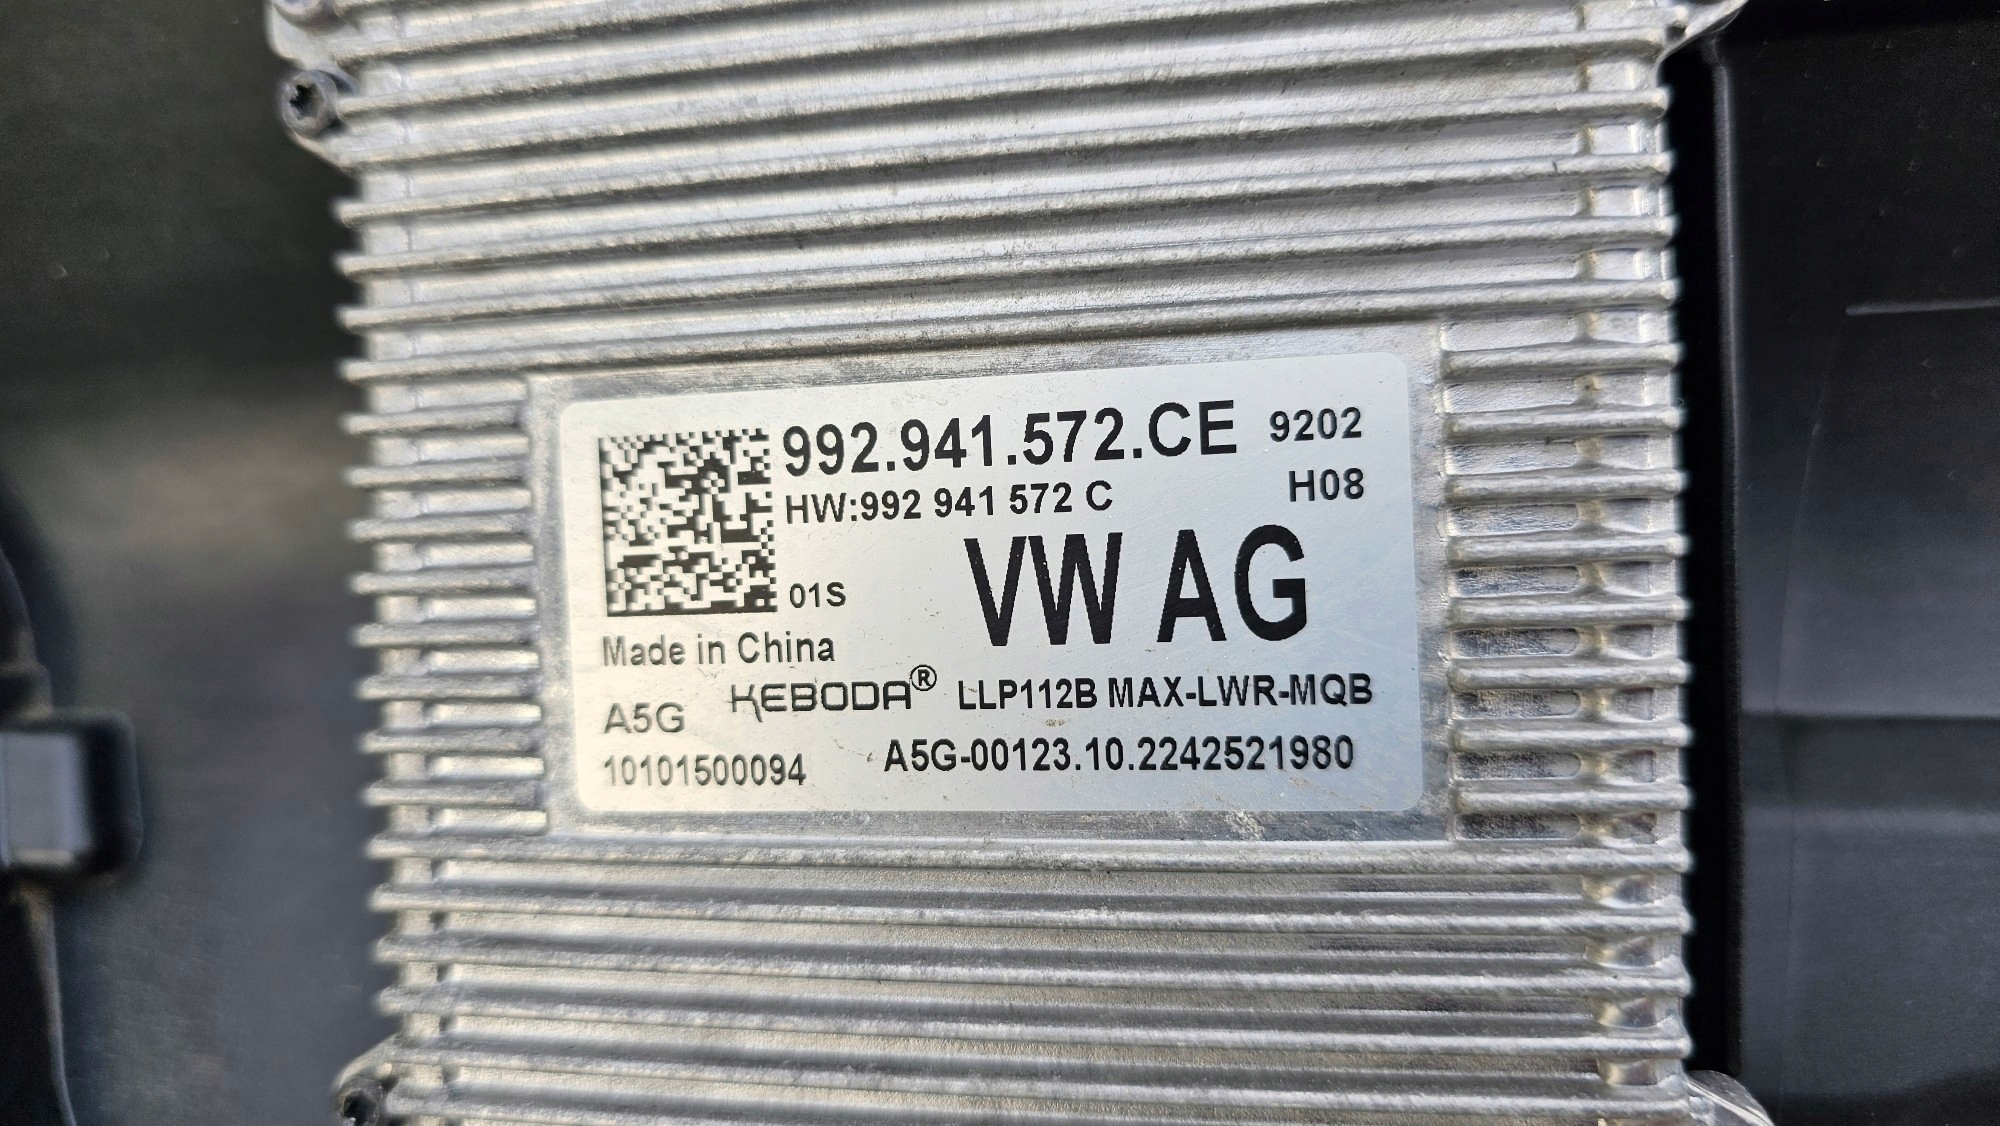 992.941.572.CE 9202
HW:992 941 572 C H08
01S VW AG
Made in China
A5G KEBODA® LLP112B MAX-LWR-MQB
10101500094 A5G-00123.10.2242521980